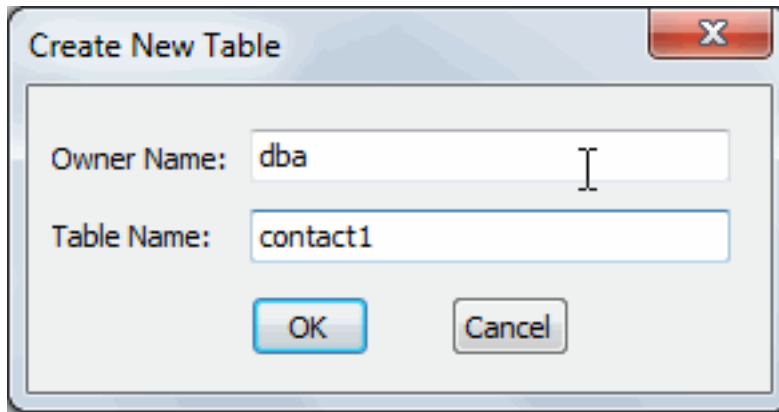 Create New Table
Owner Name: dba
Table Name: contact1
OK Cancel